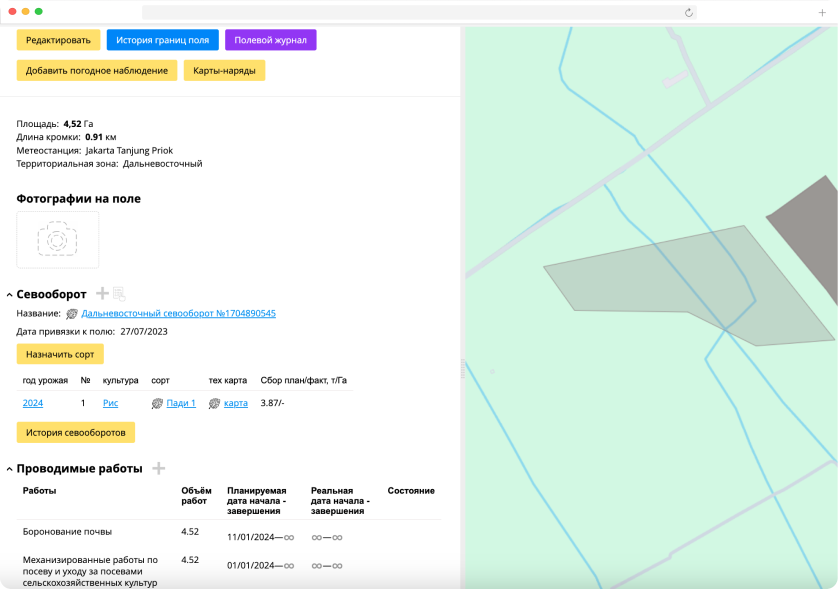 Редактировать История границ поля Полевой журнал
Добавить погодное наблюдение Карты-наряды
Площадь: 4,52 Га
Длина кромки: 0.91 км
Метеостанция: Jakarta Tanjung Priok
Территориальная зона: Дальневосточный
Фотографии на поле
Севооборот
Название: Дальневосточный севооборот №1704890545
Дата привязки к полю: 27/07/2023
Назначить сорт
год урожая № культура сорт тех карта Сбор план/факт, т/Га
2024 1 Рис Пади 1 карта 3.87/-
История севооборотов
Проводимые работы
Работы Объём работ Планируемая дата начала - завершения Реальная дата начала - завершения Состояние
Боронование почвы 4.52 11/01/2024—∞ ∞—∞
Механизированные работы по 4.52 01/01/2024—∞ ∞—∞
посеву и уходу за посевами
сельскохозяйственных культур